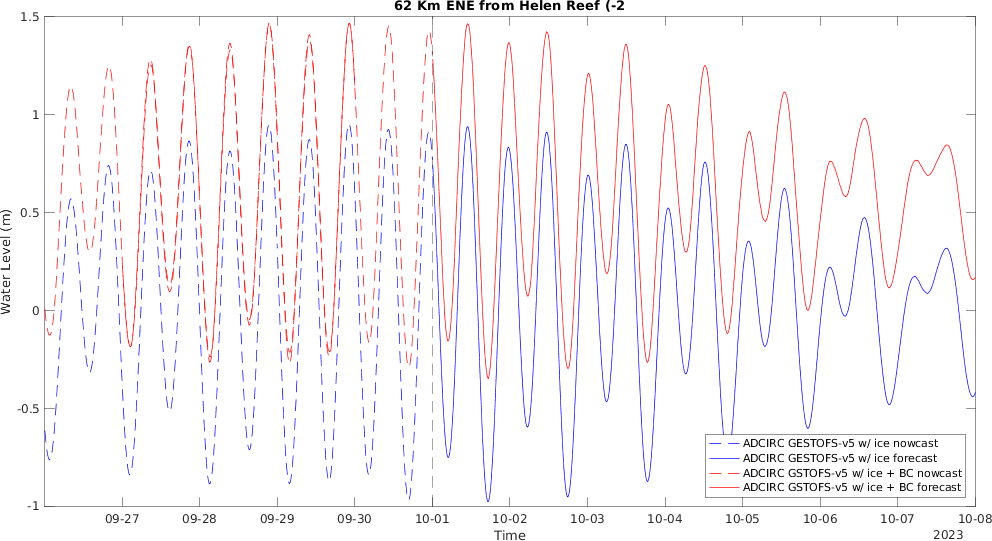 62 Km ENE from Helen Reef (-2
1.5
1
0.5
0
-0.5
-1
Water Level (m)
ADCIRC GESTOFS-v5 w/ ice nowcast
ADCIRC GESTOFS-v5 w/ ice forecast
ADCIRC GSTOFS-v5 w/ ice + BC nowcast
ADCIRC GSTOFS-v5 w/ ice + BC forecast
09-27 09-28 09-29 09-30 10-01 10-02 10-03 10-04 10-05 10-06 10-07 10-08
Time
2023